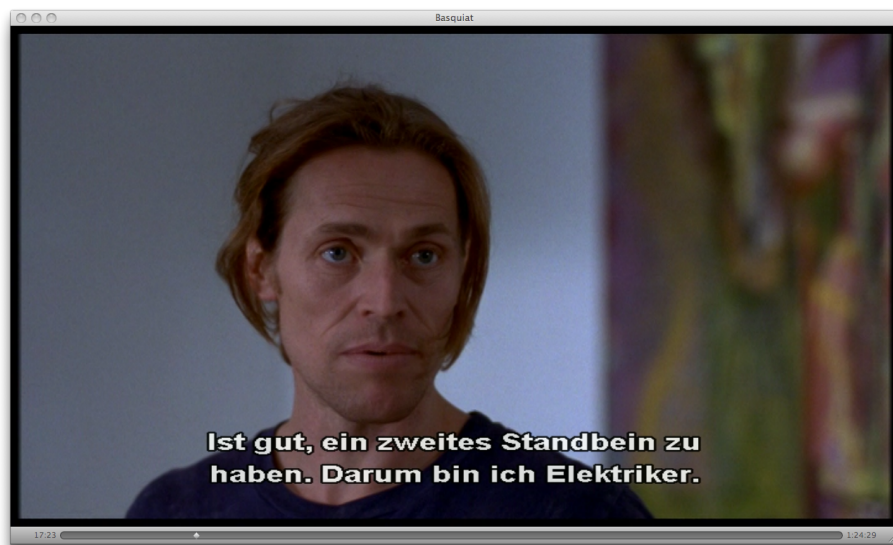 Basquiat
Ist gut, ein zweites Standbein zu
haben. Darum bin ich Elektriker.
17:23
1:24:29